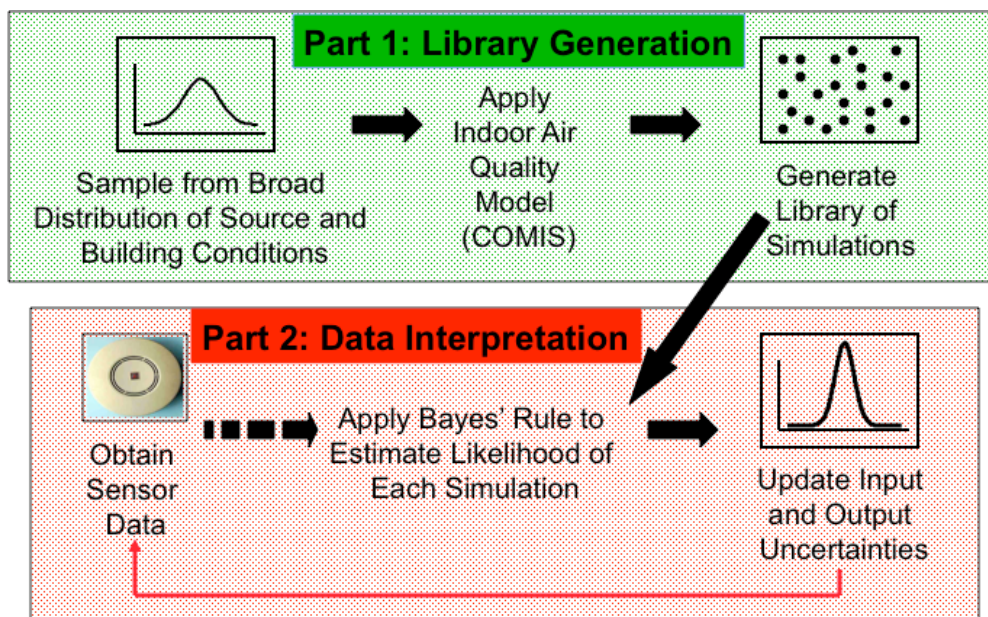 Part 1: Library Generation
Sample from Broad
Distribution of Source and
Building Conditions
Apply
Indoor Air
Quality
Model
(COMIS)
Generate
Library of
Simulations
Part 2: Data Interpretation
Obtain
Sensor
Data
Apply Bayes’ Rule to
Estimate Likelihood of
Each Simulation
Update Input
and Output
Uncertainties